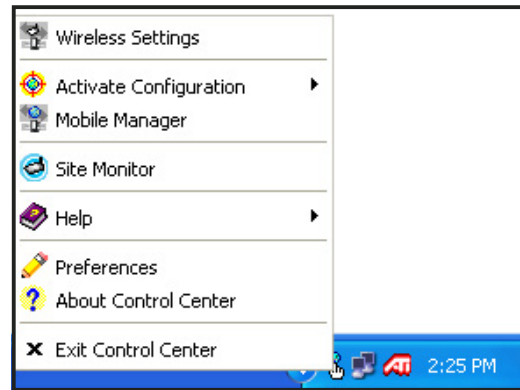 Wireless Settings
Activate Configuration
Mobile Manager
Site Monitor
Help
Preferences
About Control Center
Exit Control Center
ATI 2:25 PM